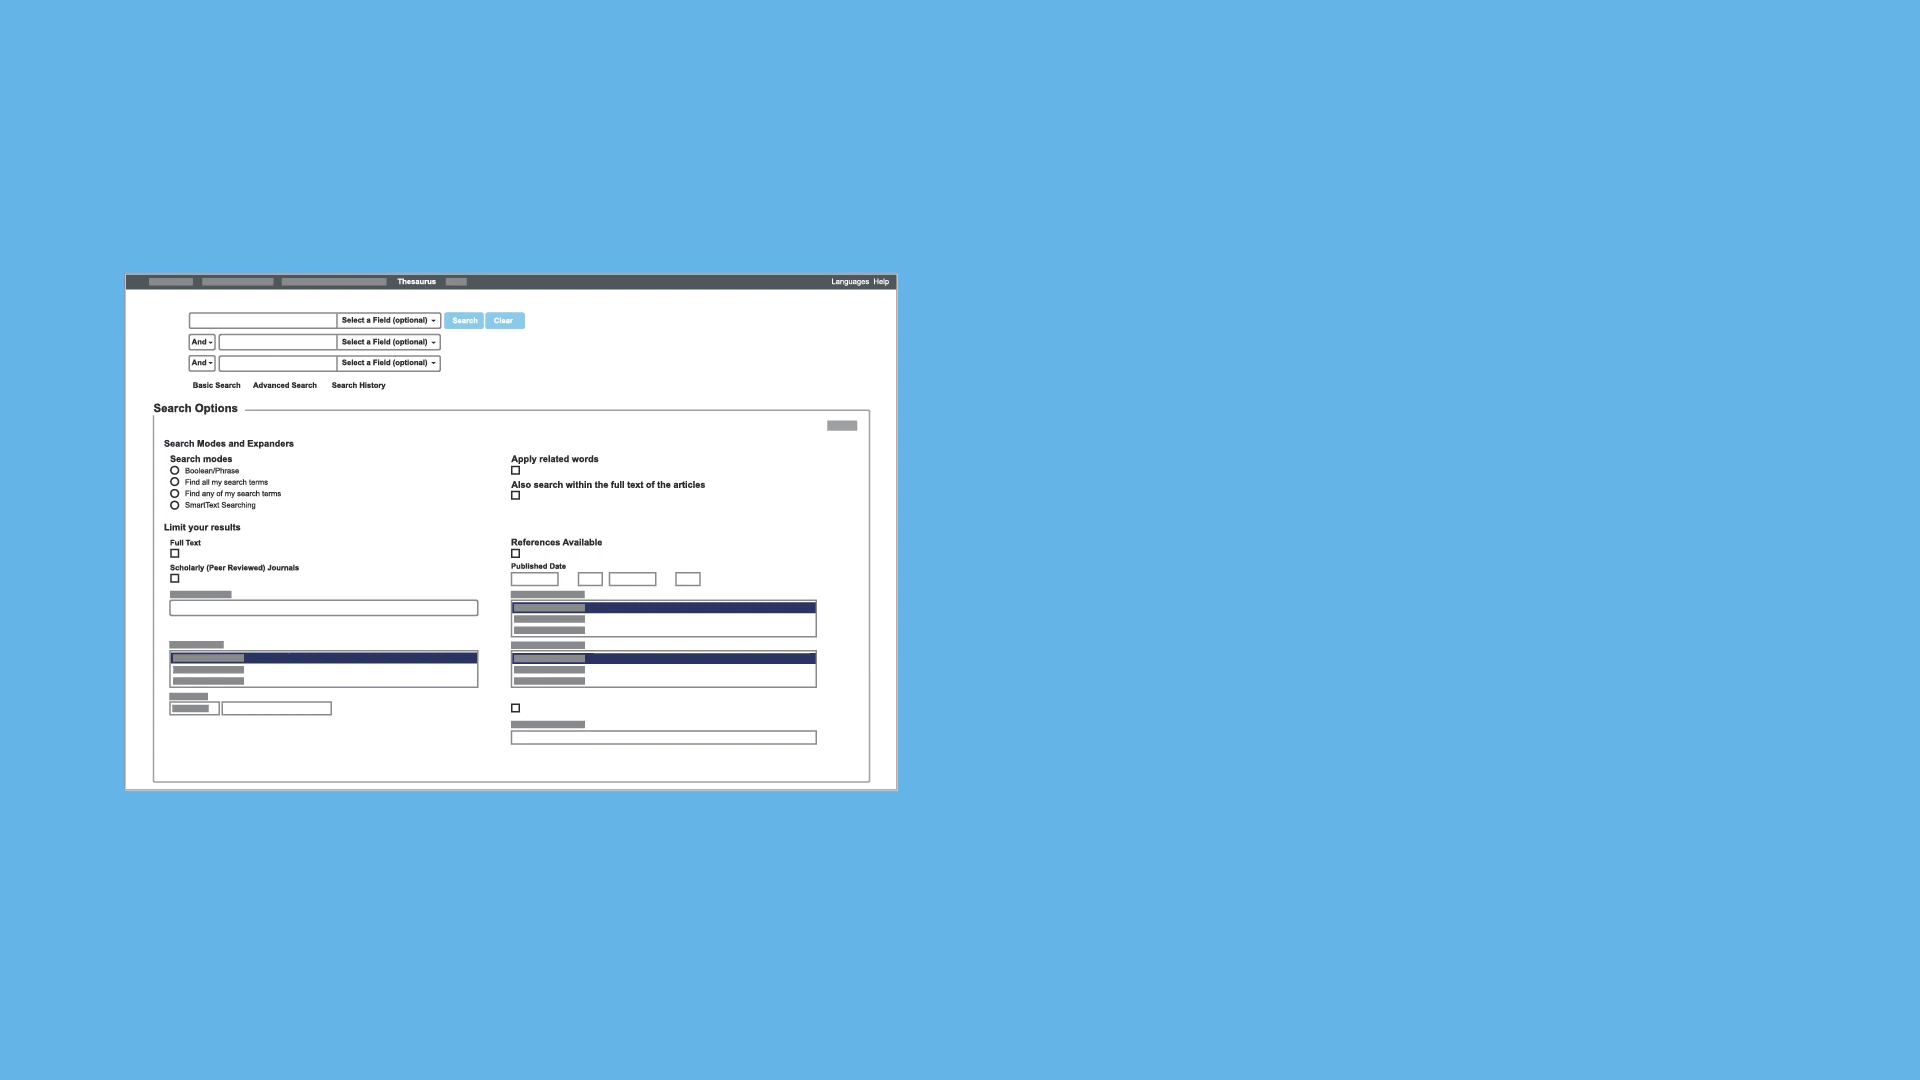 Thesaurus Languages Help
Select a Field (optional) Search Clear
And Select a Field (optional)
And Select a Field (optional)
Basic Search Advanced Search Search History
Search Options
Search Modes and Expanders
Search modes
Boolean/Phrase
Find all my search terms
Find any of my search terms
SmartText Searching
Apply related words
Also search within the full text of the articles
Limit your results
Full Text
Scholarly (Peer Reviewed) Journals
References Available
Published Date